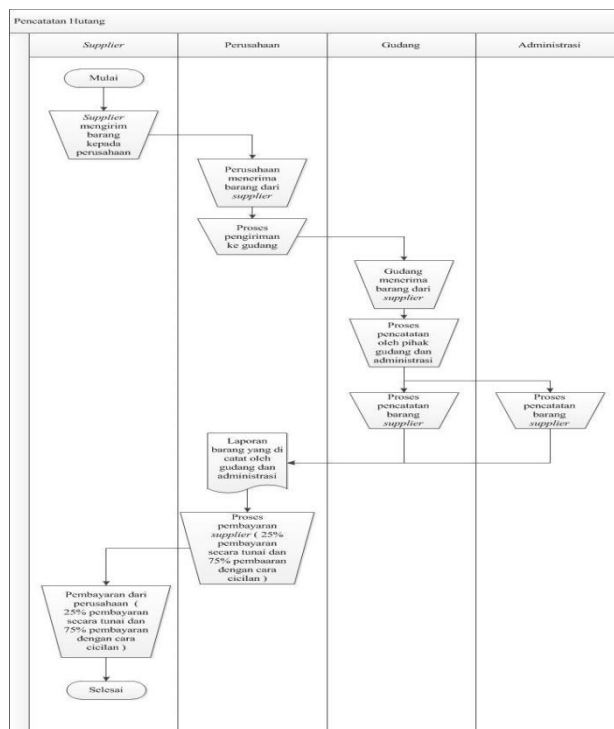 Pencatatan Hutang
Supplier
Perusahaan
Gudang
Administrasi
Mulai
Supplier
mengirim
barang
kepada
perusahaan
Perusahaan
menerima
barang dari
supplier
Proses
pengiriman
ke gudang
Gudang
menerima
barang dari
supplier
Proses
pencatatan
oleh pihak
gudang dan
administrasi
Proses
pencatatan
barang
supplier
Proses
pencatatan
barang
supplier
Laporan
barang yang di
catat oleh
gudang dan
administrasi
Proses
pembayaran
supplier ( 25%
pembayaran
secara tunai dan
75% pembaaran
dengan cara
cicilan )
Pembayaran dari
perusahaan (
25% pembayaran
secara tunai dan
75% pembayaran
dengan cara
cicilan )
Selesai